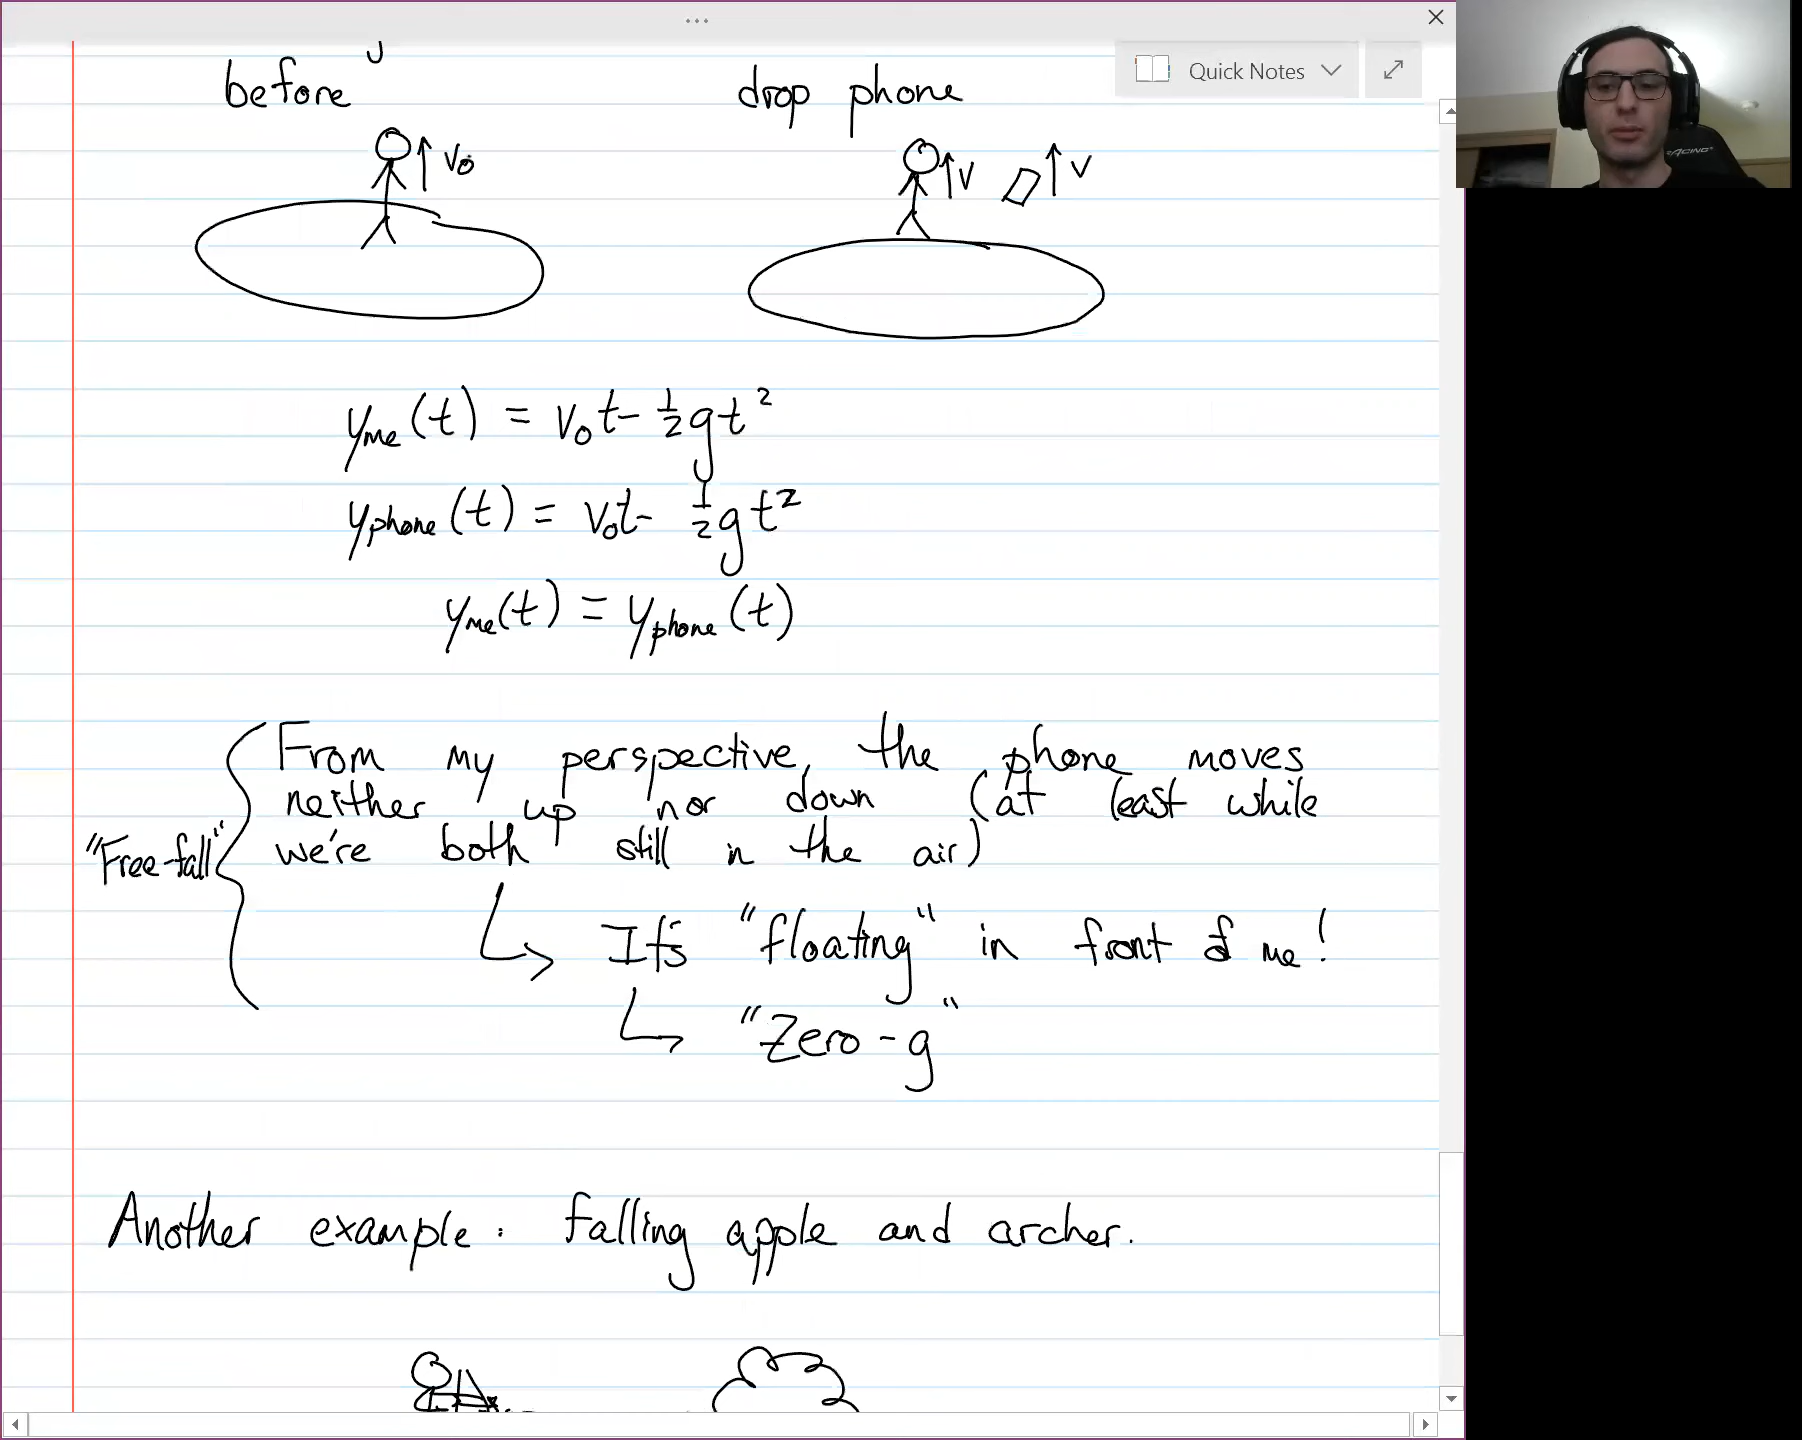 Quick Notes
before
drop phone
v₀
v
v
y_me(t) = v₀t - ½gt²
y_phone(t) = v₀t - ½gt²
y_me(t) = y_phone(t)
From my perspective, the phone moves
neither up nor down (at least while
we're both still in the air)
"Free-fall"
It's "floating" in front of me!
"Zero-g"
Another example: falling apple and archer.